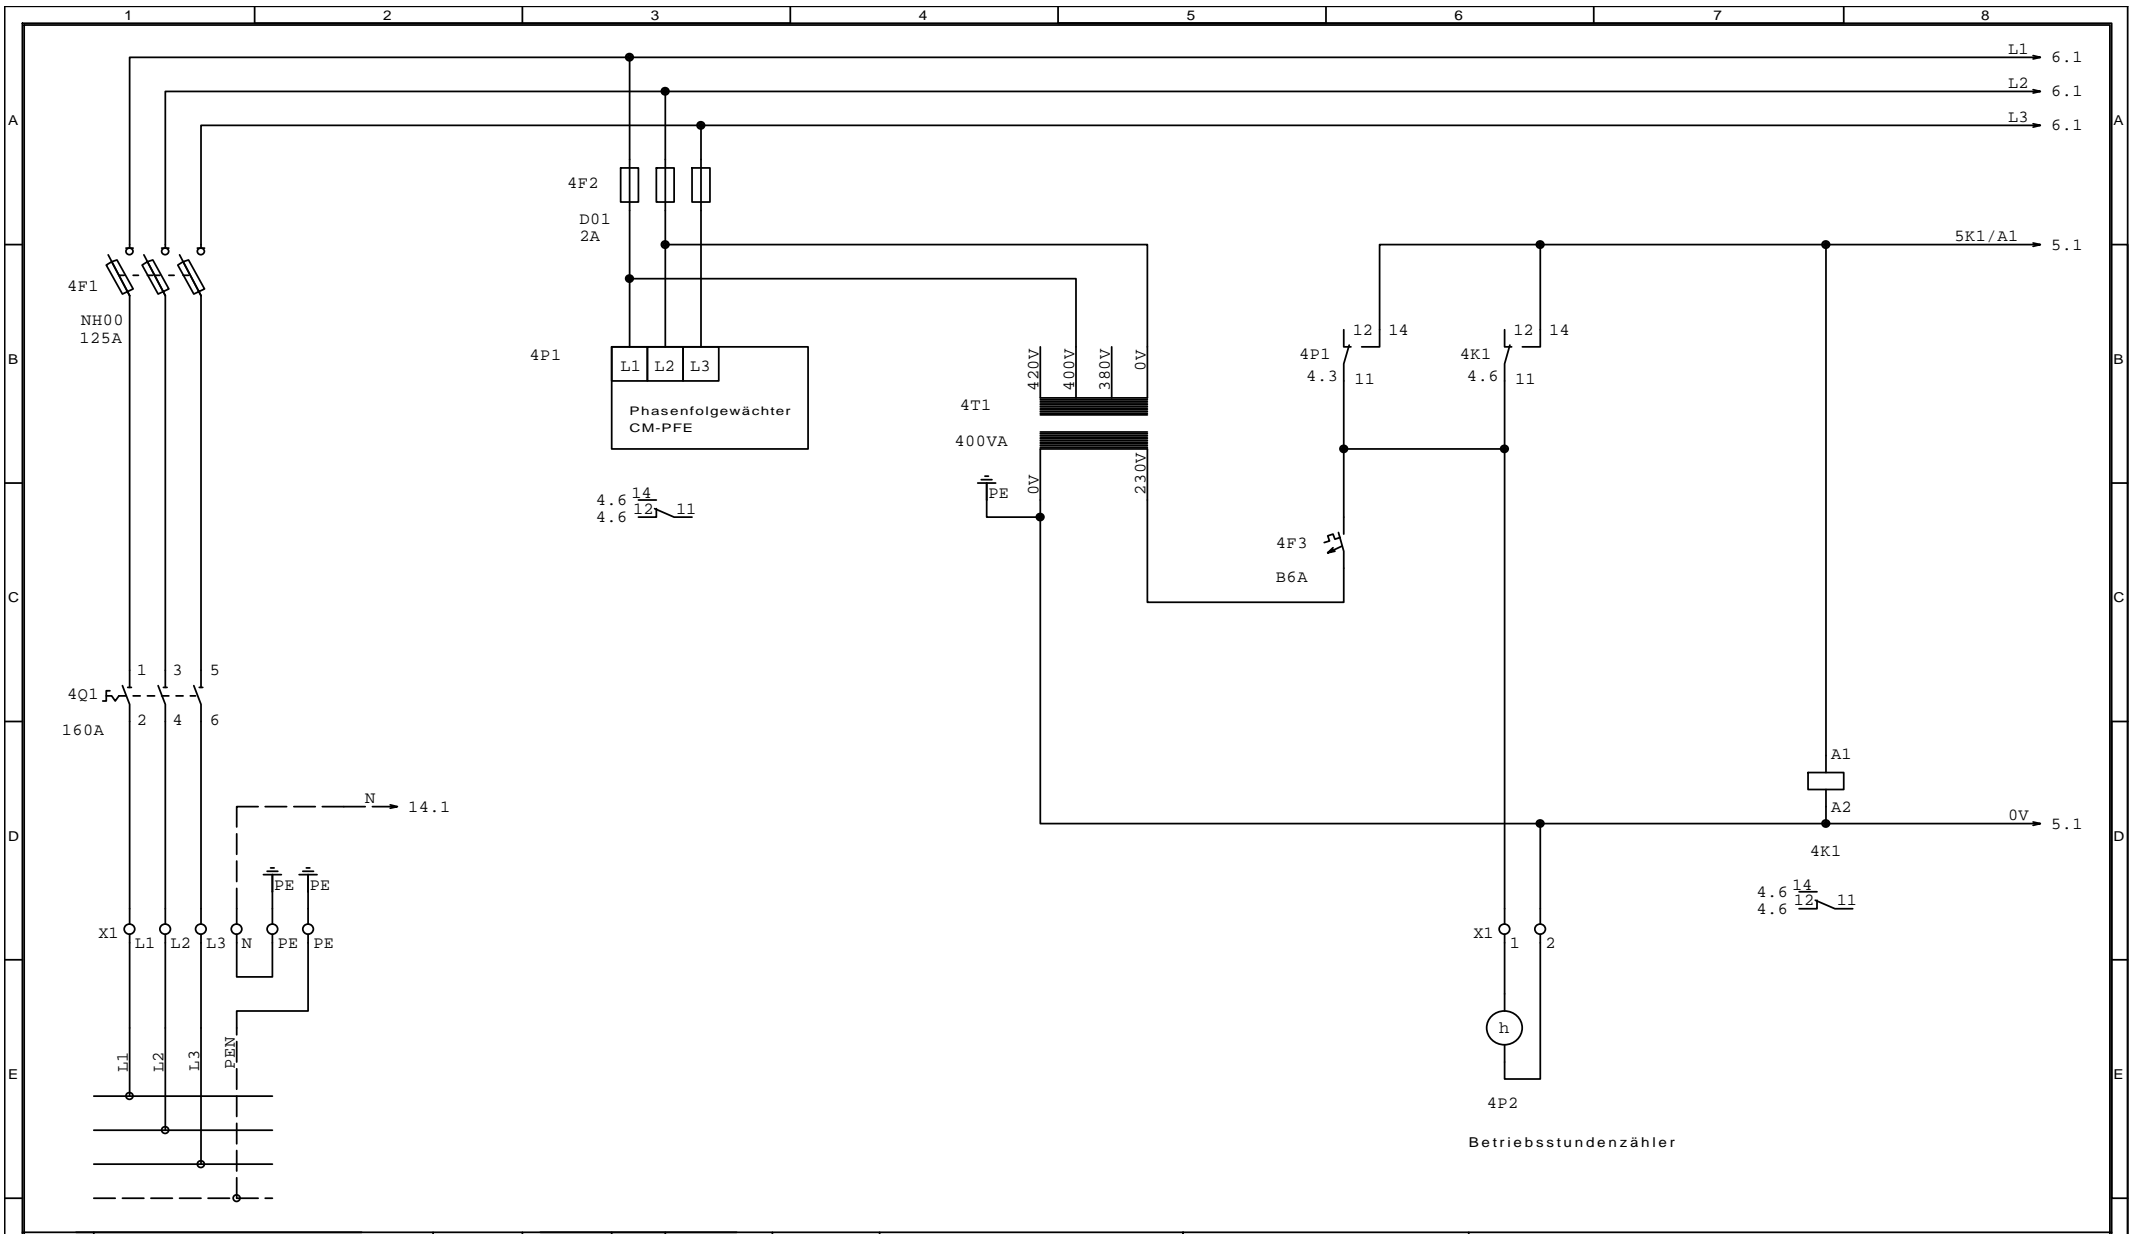 1 2 3 4 5 6 7 8
L1 6.1
L2 6.1
A L3 6.1 A
4F2
D01
2A
5K1/A1 5.1
4F1
NH00
125A
12 14 12 14
B 4P1 L1 L2 L3 420V 400V 380V 0V 4P1 4K1 B
4.3 11 4.6 11
Phasenfolgewächter
CM-PFE
4T1
400VA
PE 0V 230V
4.6 14
4.6 12 11
4F3
B6A
C C
1 3 5
4Q1
2 4 6
160A
A1
N 14.1
A2
0V 5.1
D D
4K1
PE PE
4.6 14
4.6 12 11
X1 L1 L2 L3 N PE PE
X1 1 2
h
L1 L2 L3 PEN
E E
4P2
Betriebsstundenzähler